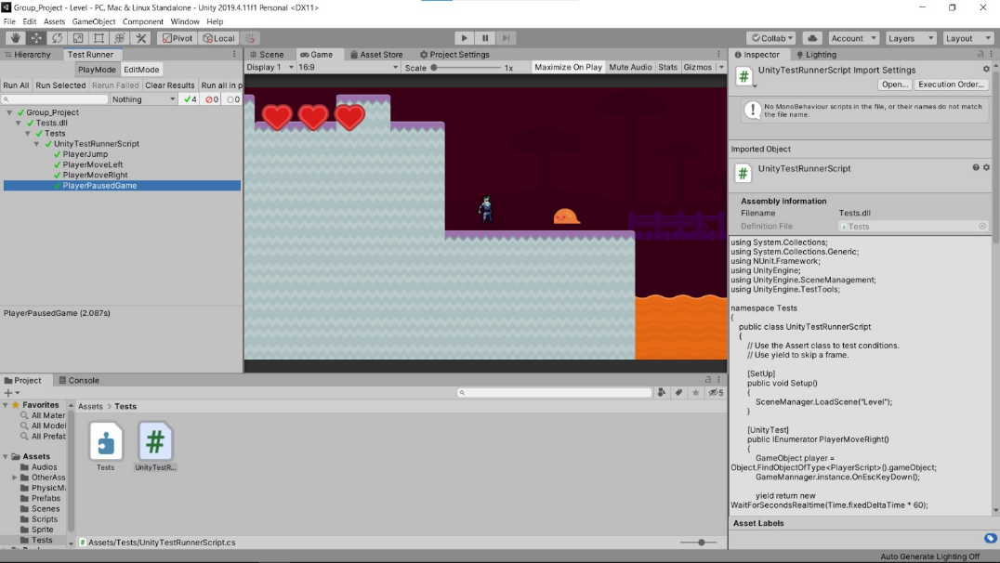 Group_Project - Level - PC, Mac & Linux Standalone - Unity 2019.4.11f1 Personal <DX11>
File Edit Assets GameObject Component Window Help
Pivot Local Collab Account Layers Layout
Hierarchy Test Runner
PlayMode EditMode
Run All Run Selected Rerun Failed Clear Results Run all in p
Nothing 4 0 0
Group_Project
Tests.dll
Tests
UnityTestRunnerScript
PlayerJump
PlayerMoveLeft
PlayerMoveRight
PlayerPausedGame
PlayerPausedGame (2.087s)
Scene Game Asset Store Project Settings
Display 1 16:9 Scale 1x Maximize On Play Mute Audio Stats Gizmos
Inspector Lighting
UnityTestRunnerScript Import Settings
Open... Execution Order...
No MonoBehaviour scripts in the file, or their names do not match
the file name.
Imported Object
UnityTestRunnerScript
Assembly Information
Filename Tests.dll
Definition File Tests
using System.Collections;
using System.Collections.Generic;
using NUnit.Framework;
using UnityEngine;
using UnityEngine.SceneManagement;
using UnityEngine.TestTools;
namespace Tests
{
public class UnityTestRunnerScript
{
// Use the Assert class to test conditions.
// Use yield to skip a frame.
[SetUp]
public void Setup()
{
SceneManager.LoadScene("Level");
}
[UnityTest]
public IEnumerator PlayerMoveRight()
{
GameObject player =
Object.FindObjectOfType<PlayerScript>().gameObject;
GameMannager.instance.OnEscKeyDown();
yield return new
WaitForSecondsRealtime(Time.fixedDeltaTime * 60);
Asset Labels
Project Console
5
Favorites
All Mater
All Model
All Prefab
Assets
Audios
OtherAss
PhysicMa
Prefabs
Scenes
Scripts
Sprite
Tests
Assets > Tests
Tests UnityTestR...
Assets/Tests/UnityTestRunnerScript.cs
Auto Generate Lighting Off